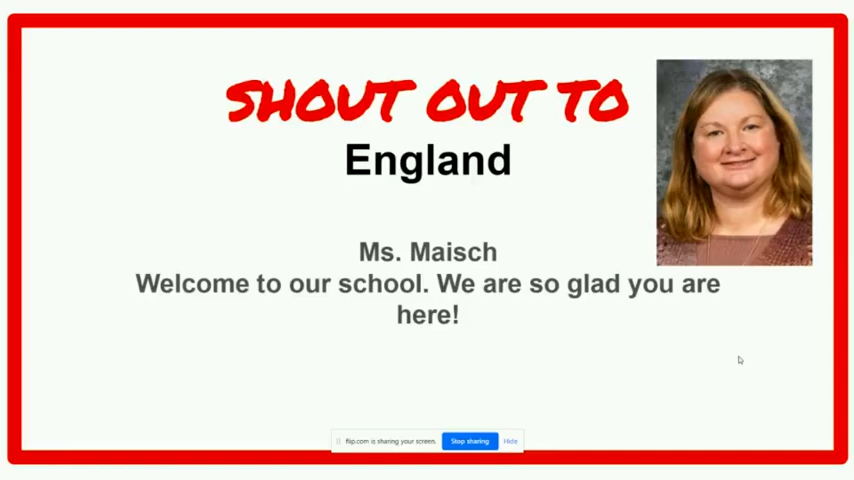 SHOUT OUT TO
England
Ms. Maisch
Welcome to our school. We are so glad you are
here!
flip.com is sharing your screen. Stop sharing Hide